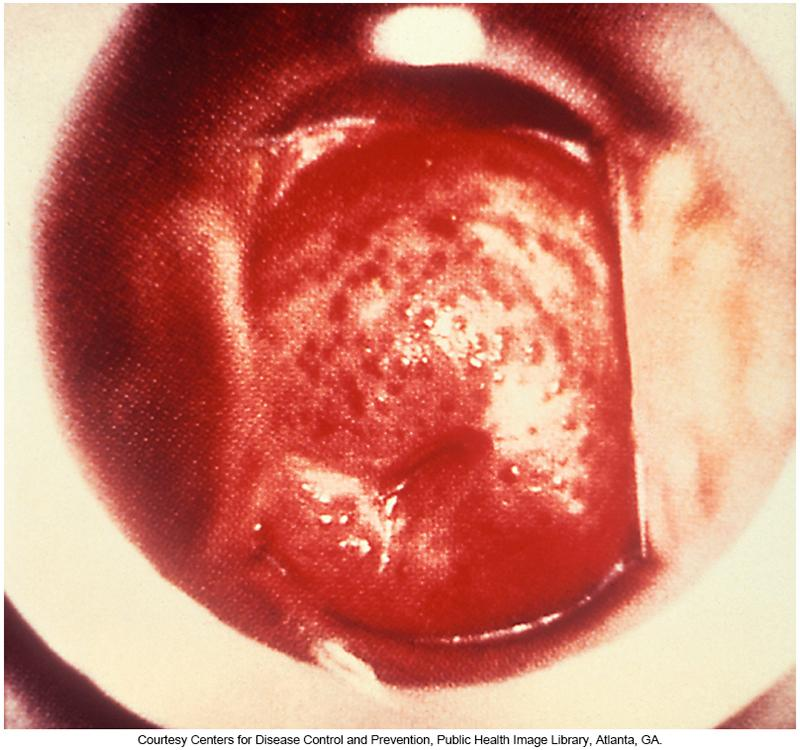 Courtesy Centers for Disease Control and Prevention, Public Health Image Library, Atlanta, GA.